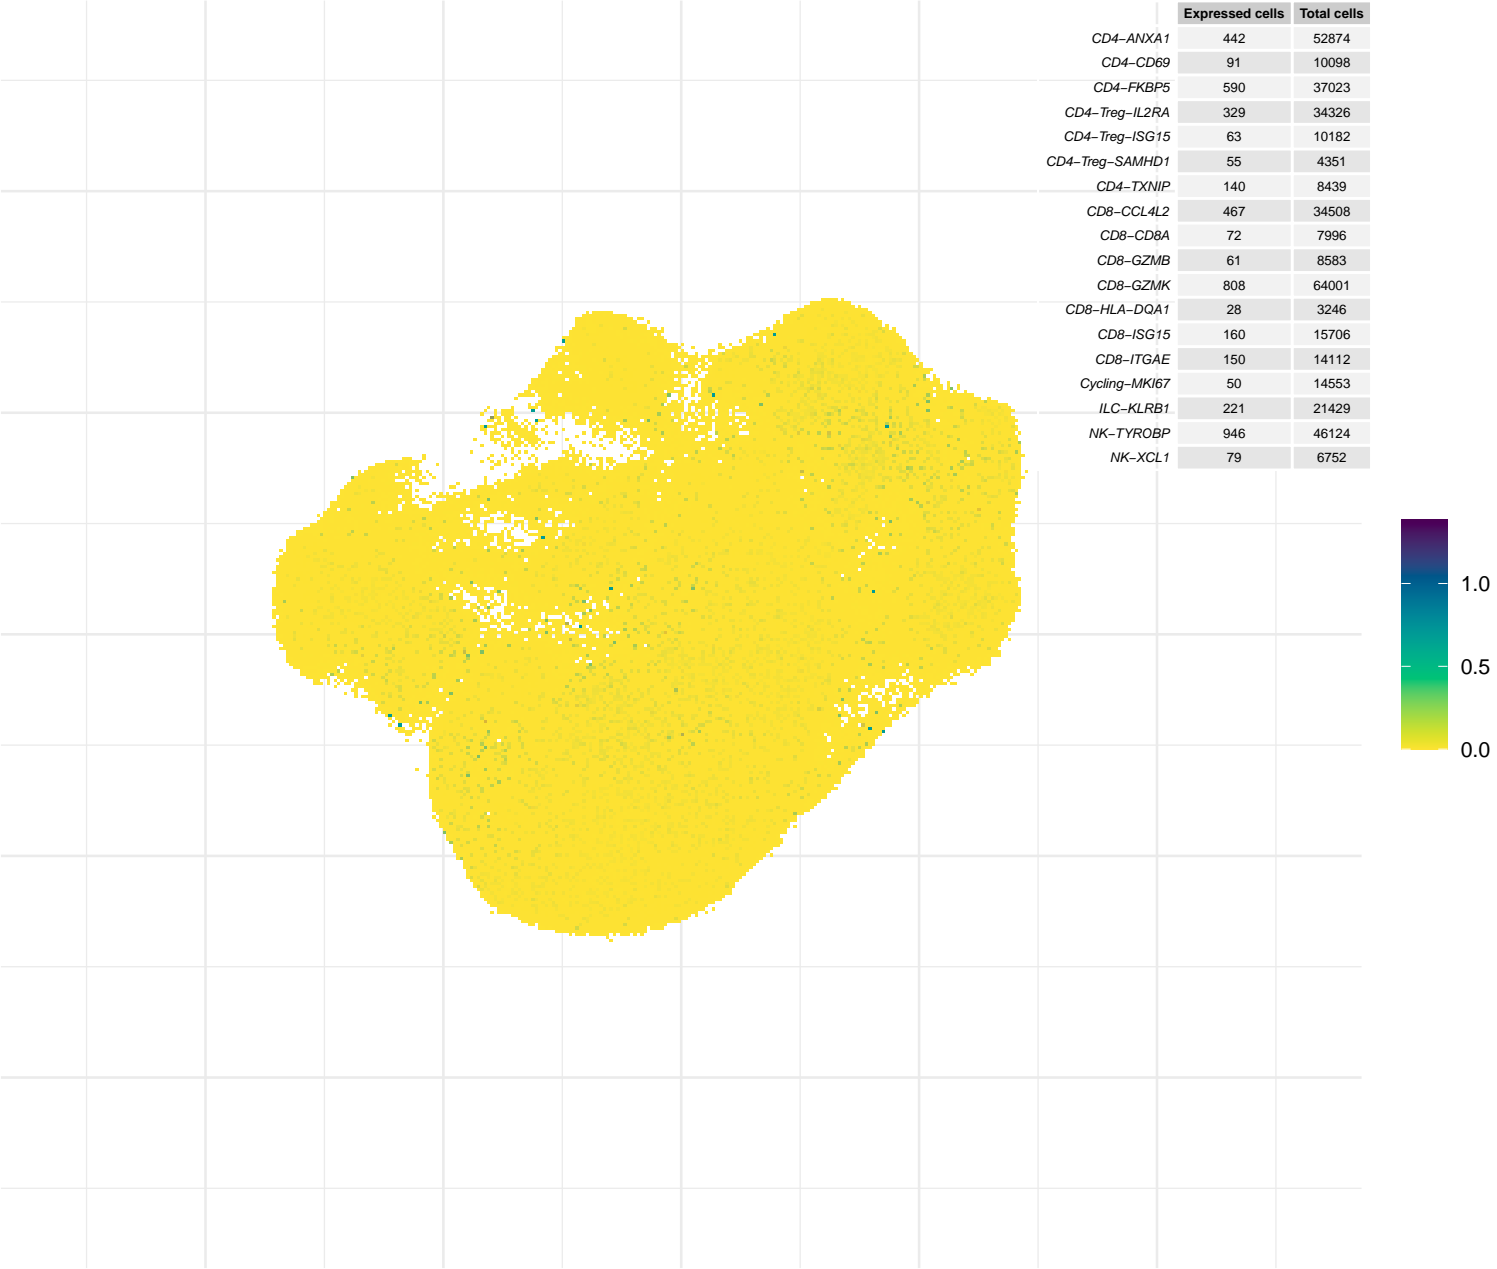 Expressed cells Total cells
CD4−ANXA1 442 52874
CD4−CD69 91 10098
CD4−FKBP5 590 37023
CD4−Treg−IL2RA 329 34326
CD4−Treg−ISG15 63 10182
CD4−Treg−SAMHD1 55 4351
CD4−TXNIP 140 8439
CD8−CCL4L2 467 34508
CD8−CD8A 72 7996
CD8−GZMB 61 8583
CD8−GZMK 808 64001
CD8−HLA−DQA1 28 3246
CD8−ISG15 160 15706
CD8−ITGAE 150 14112
Cycling−MKI67 50 14553
ILC−KLRB1 221 21429
NK−TYROBP 946 46124
NK−XCL1 79 6752
1.0
0.5
0.0